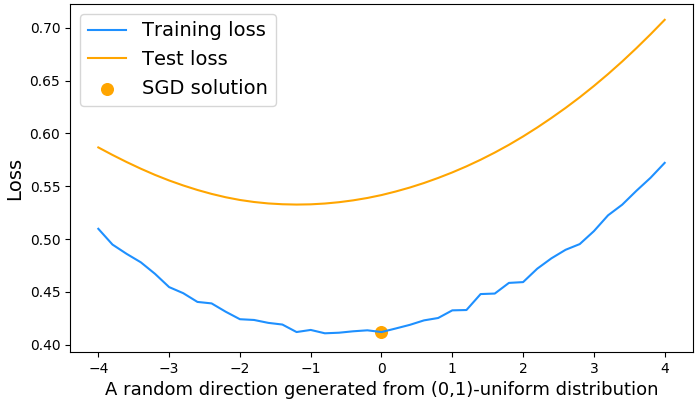 Training loss
Test loss
SGD solution
Loss
0.70
0.65
0.60
0.55
0.50
0.45
0.40
−4 −3 −2 −1 0 1 2 3 4
A random direction generated from (0,1)-uniform distribution